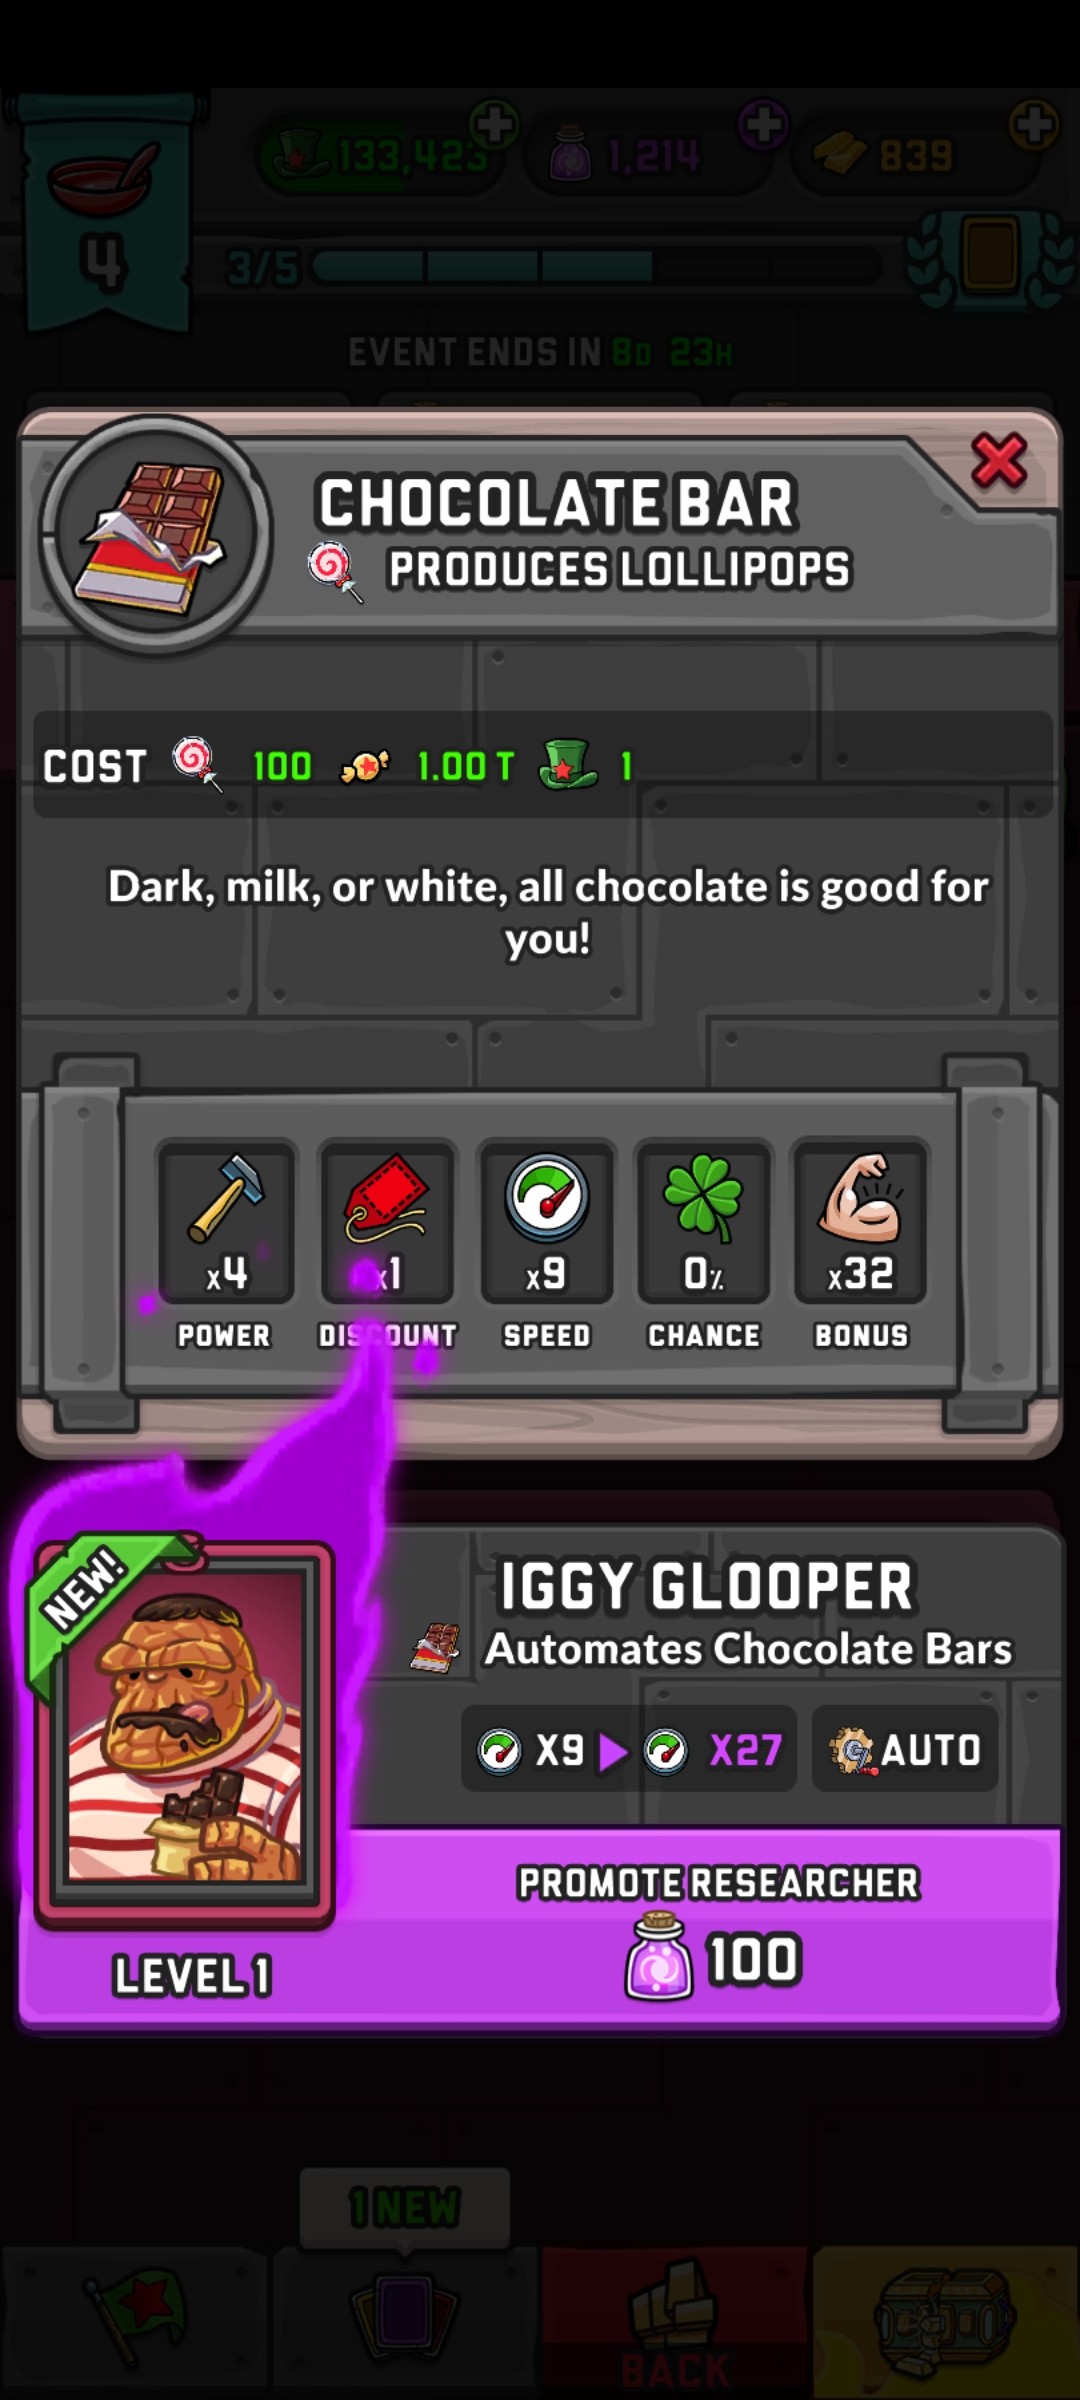 133,423 1,214 839
4
3/5
EVENT ENDS IN 8D 23H
CHOCOLATE BAR
PRODUCES LOLLIPOPS
COST 100 1.00 T 1
Dark, milk, or white, all chocolate is good for
you!
x4 x1 x9 0% x32
POWER DISCOUNT SPEED CHANCE BONUS
NEW!
IGGY GLOOPER
Automates Chocolate Bars
X9 X27 AUTO
PROMOTE RESEARCHER
100
LEVEL 1
1 NEW
BACK